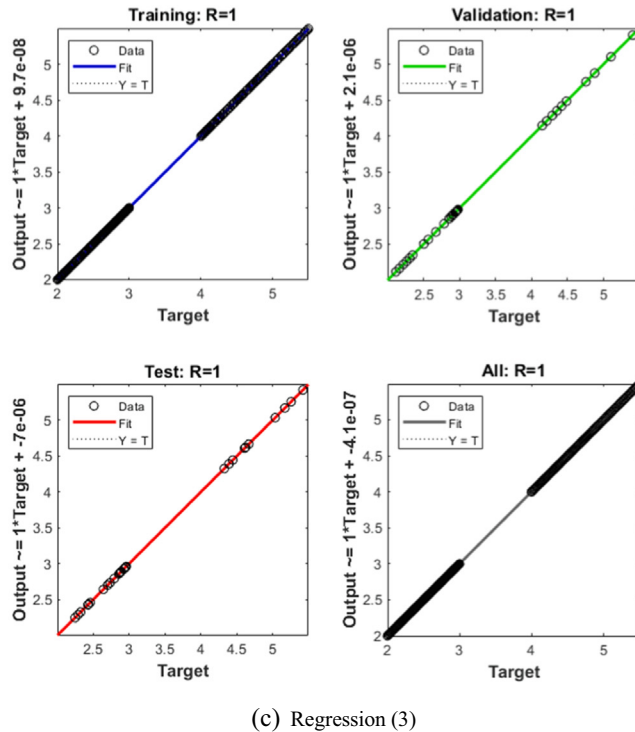 Training: R=1
Output ~= 1*Target + 9.7e-08
Data
Fit
Y = T
5
4.5
4
3.5
3
2.5
2
2 3 4 5
Target
Validation: R=1
Output ~= 1*Target + 2.1e-06
Data
Fit
Y = T
5
4.5
4
3.5
3
2.5
2.5 3 3.5 4 4.5 5
Target
Test: R=1
Output ~= 1*Target + -7e-06
Data
Fit
Y = T
5
4.5
4
3.5
3
2.5
2.5 3 3.5 4 4.5 5
Target
All: R=1
Output ~= 1*Target + -4.1e-07
Data
Fit
Y = T
5
4.5
4
3.5
3
2.5
2
2 3 4 5
Target
(c) Regression (3)